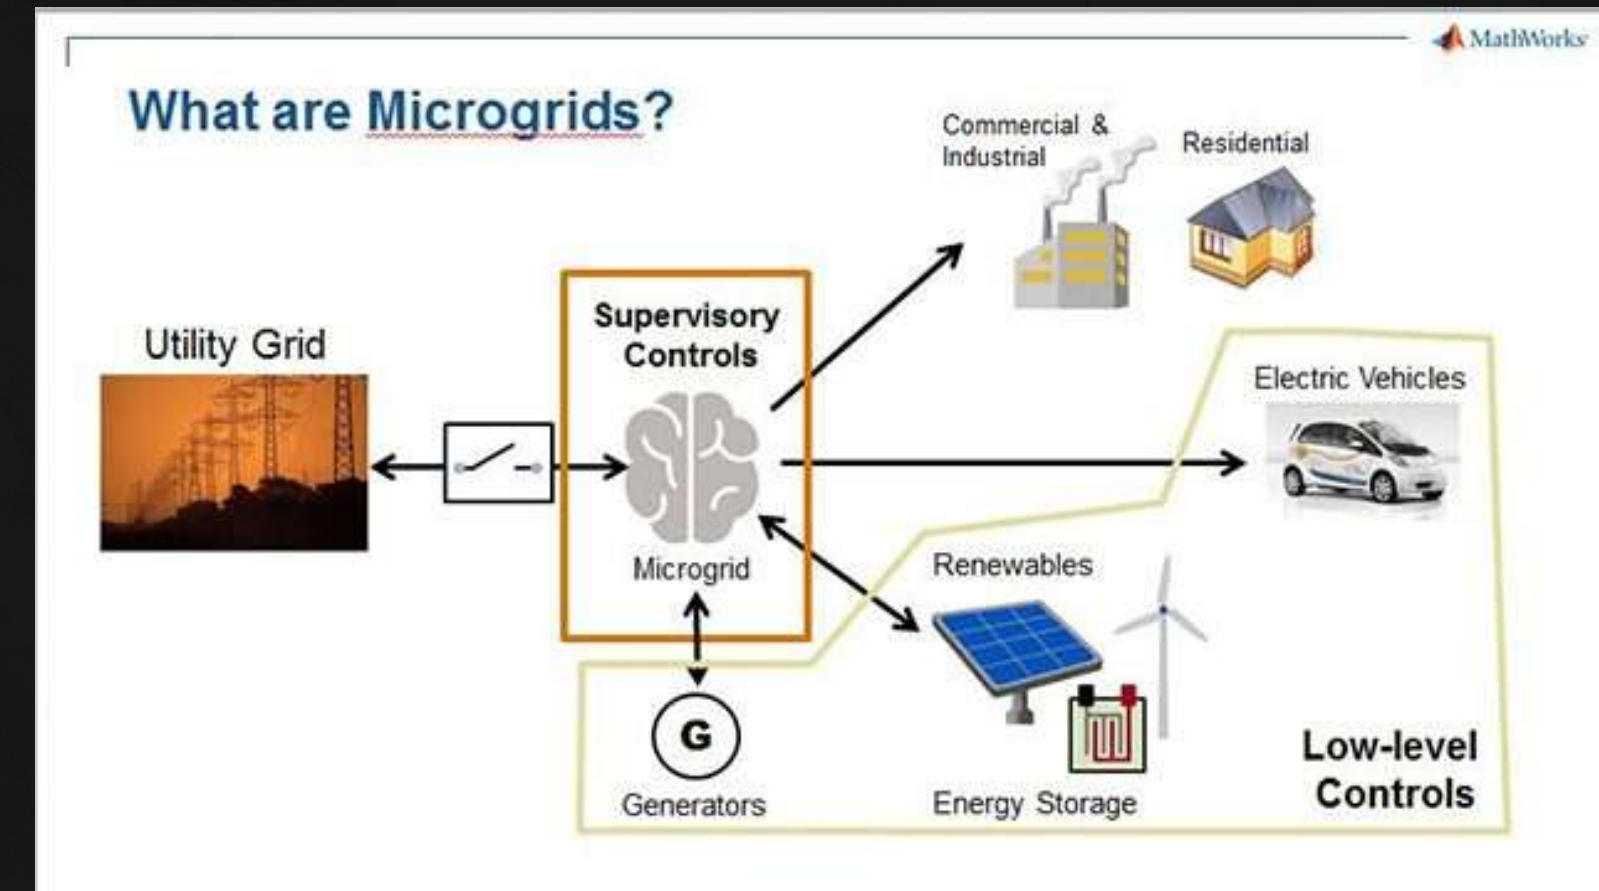 MathWorks
What are Microgrids?
Commercial &
Industrial
Residential
Supervisory
Controls
Utility Grid
Electric Vehicles
Microgrid
Renewables
G
Generators
Energy Storage
Low-level
Controls